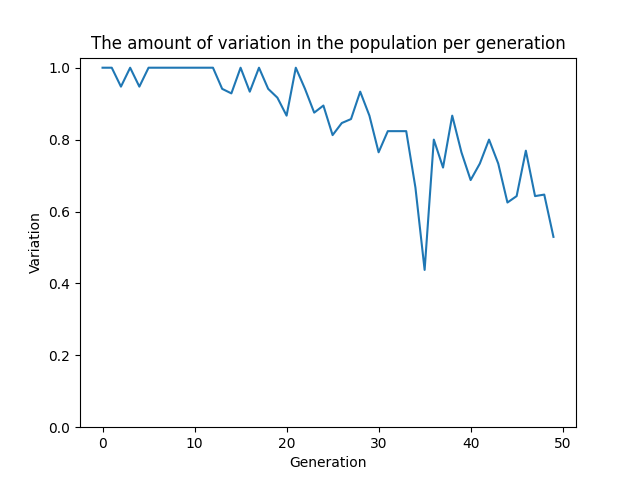 The amount of variation in the population per generation
1.0
0.8
0.6
0.4
0.2
0.0
Variation
0 10 20 30 40 50
Generation